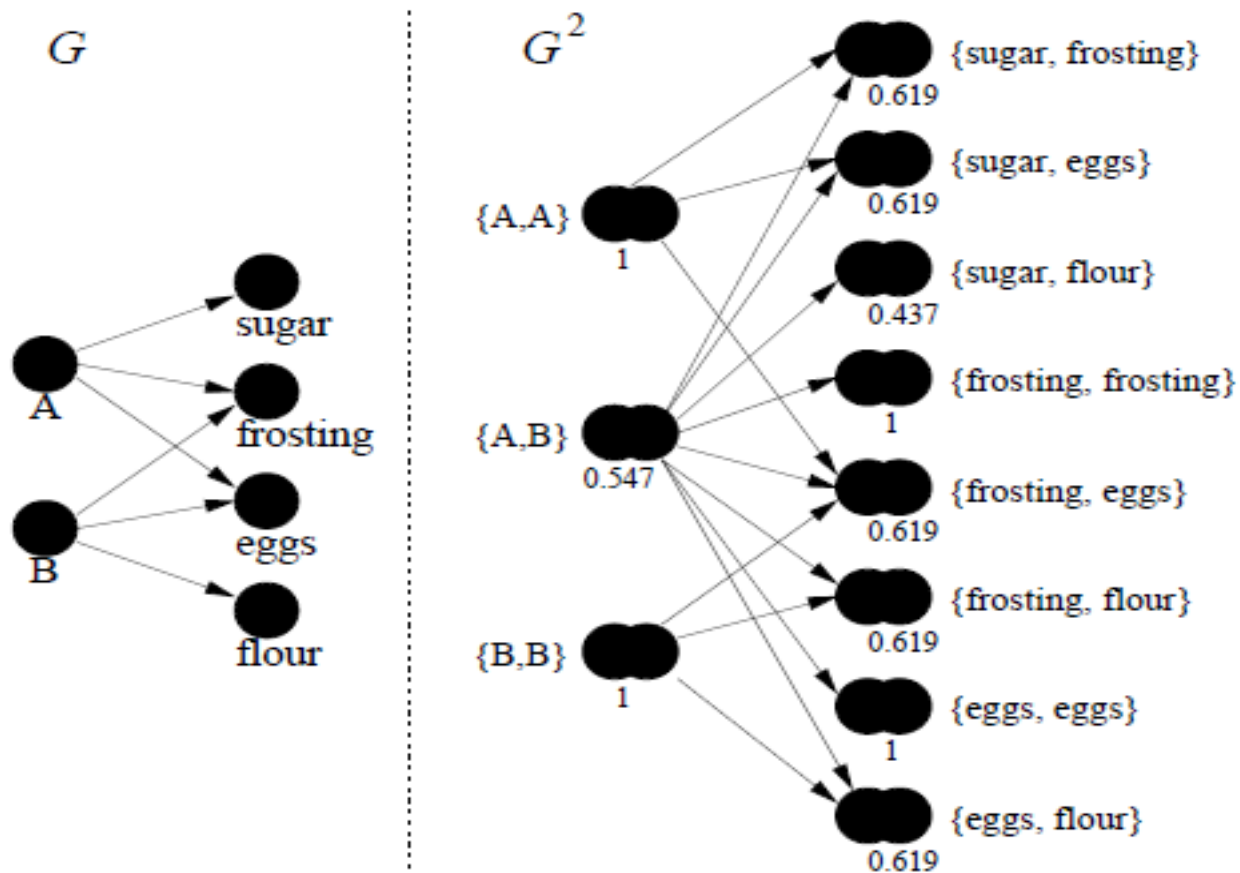 G
A
B
sugar
frosting
eggs
flour
G²
{A,A}
1
{A,B}
0.547
{B,B}
1
{sugar, frosting}
0.619
{sugar, eggs}
0.619
{sugar, flour}
0.437
{frosting, frosting}
1
{frosting, eggs}
0.619
{frosting, flour}
0.619
{eggs, eggs}
1
{eggs, flour}
0.619